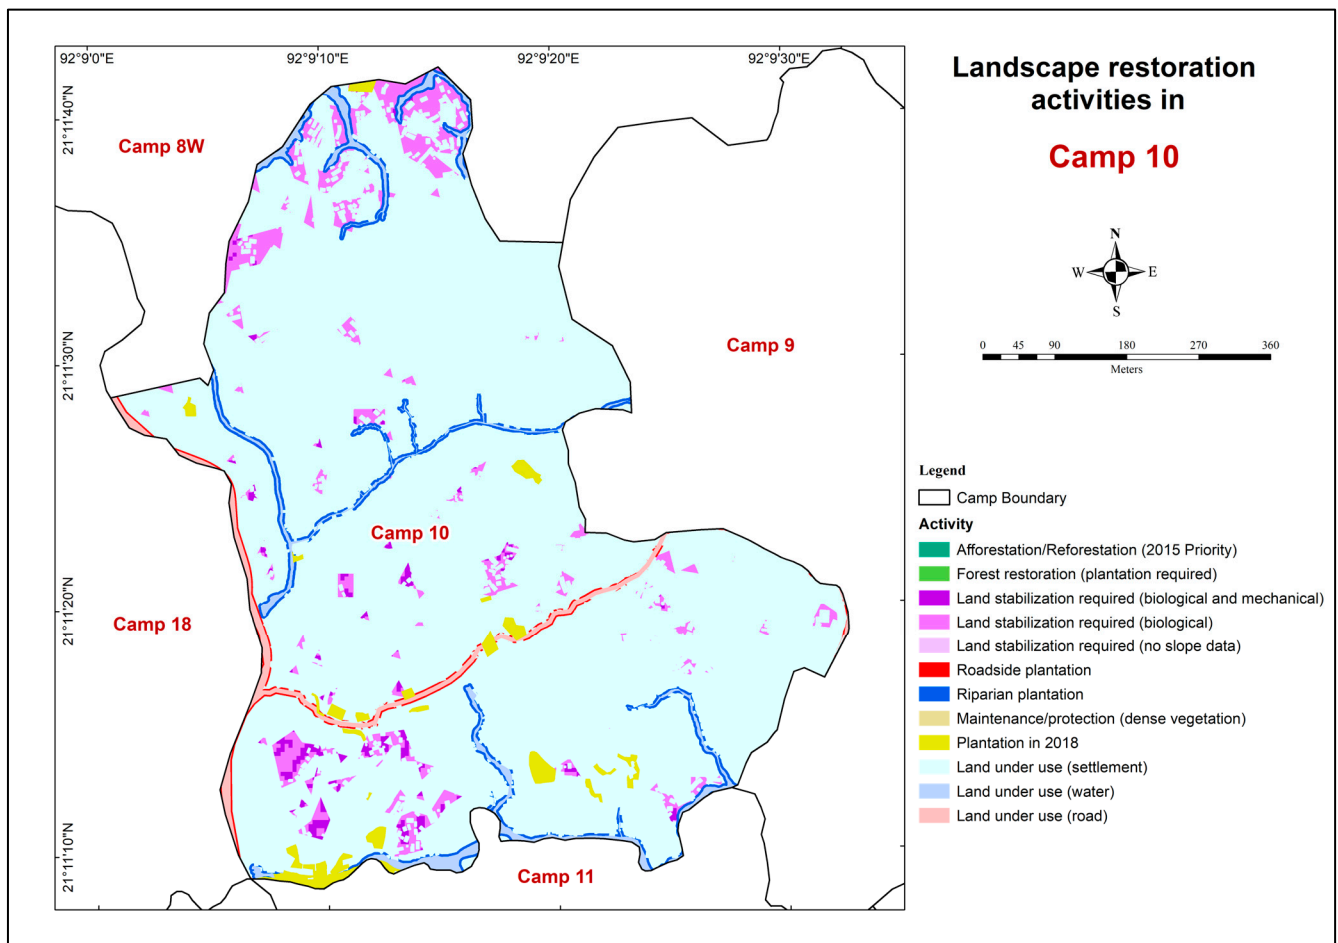 92°9'0"E 92°9'10"E 92°9'20"E 92°9'30"E
21°11'40"N
21°11'30"N
21°11'20"N
21°11'10"N
Camp 8W
Camp 9
Camp 10
Camp 18
Camp 11
Landscape restoration
activities in
Camp 10
N
W E
S
0 45 90 180 270 360
Meters
Legend
Camp Boundary
Activity
Afforestation/Reforestation (2015 Priority)
Forest restoration (plantation required)
Land stabilization required (biological and mechanical)
Land stabilization required (biological)
Land stabilization required (no slope data)
Roadside plantation
Riparian plantation
Maintenance/protection (dense vegetation)
Plantation in 2018
Land under use (settlement)
Land under use (water)
Land under use (road)